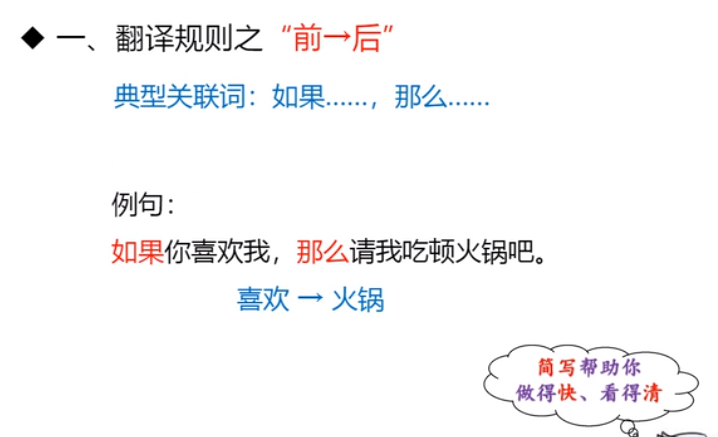 ◆ 一、翻译规则之“前→后”
典型关联词：如果……，那么……
例句：
如果你喜欢我，那么请我吃顿火锅吧。
喜欢 → 火锅
简写帮助你
做得快、看得清